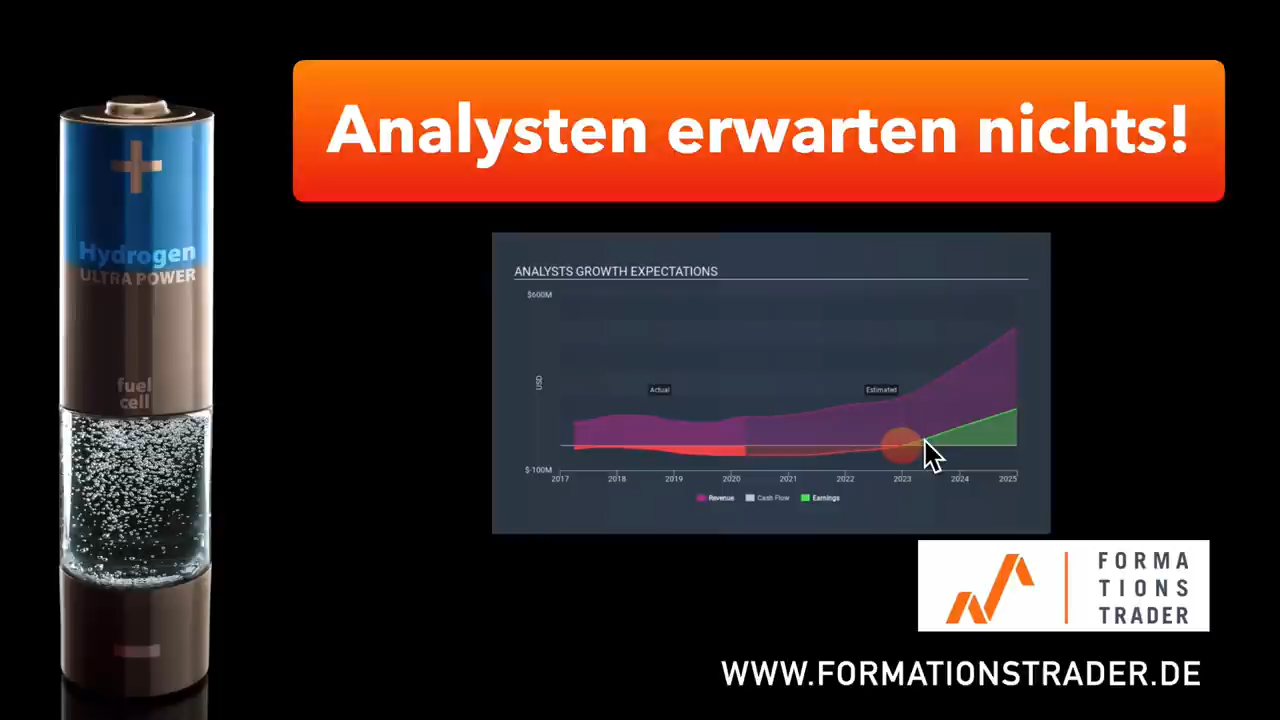 Analysten erwarten nichts!
+
Hydrogen
ULTRA POWER
fuel
cell
ANALYSTS GROWTH EXPECTATIONS
$600M
USD
Actual
Estimated
$-100M
2017 2018 2019 2020 2021 2022 2023 2024 2025
Revenue Cash Flow Earnings
FORMA
TIONS
TRADER
WWW.FORMATIONSTRADER.DE